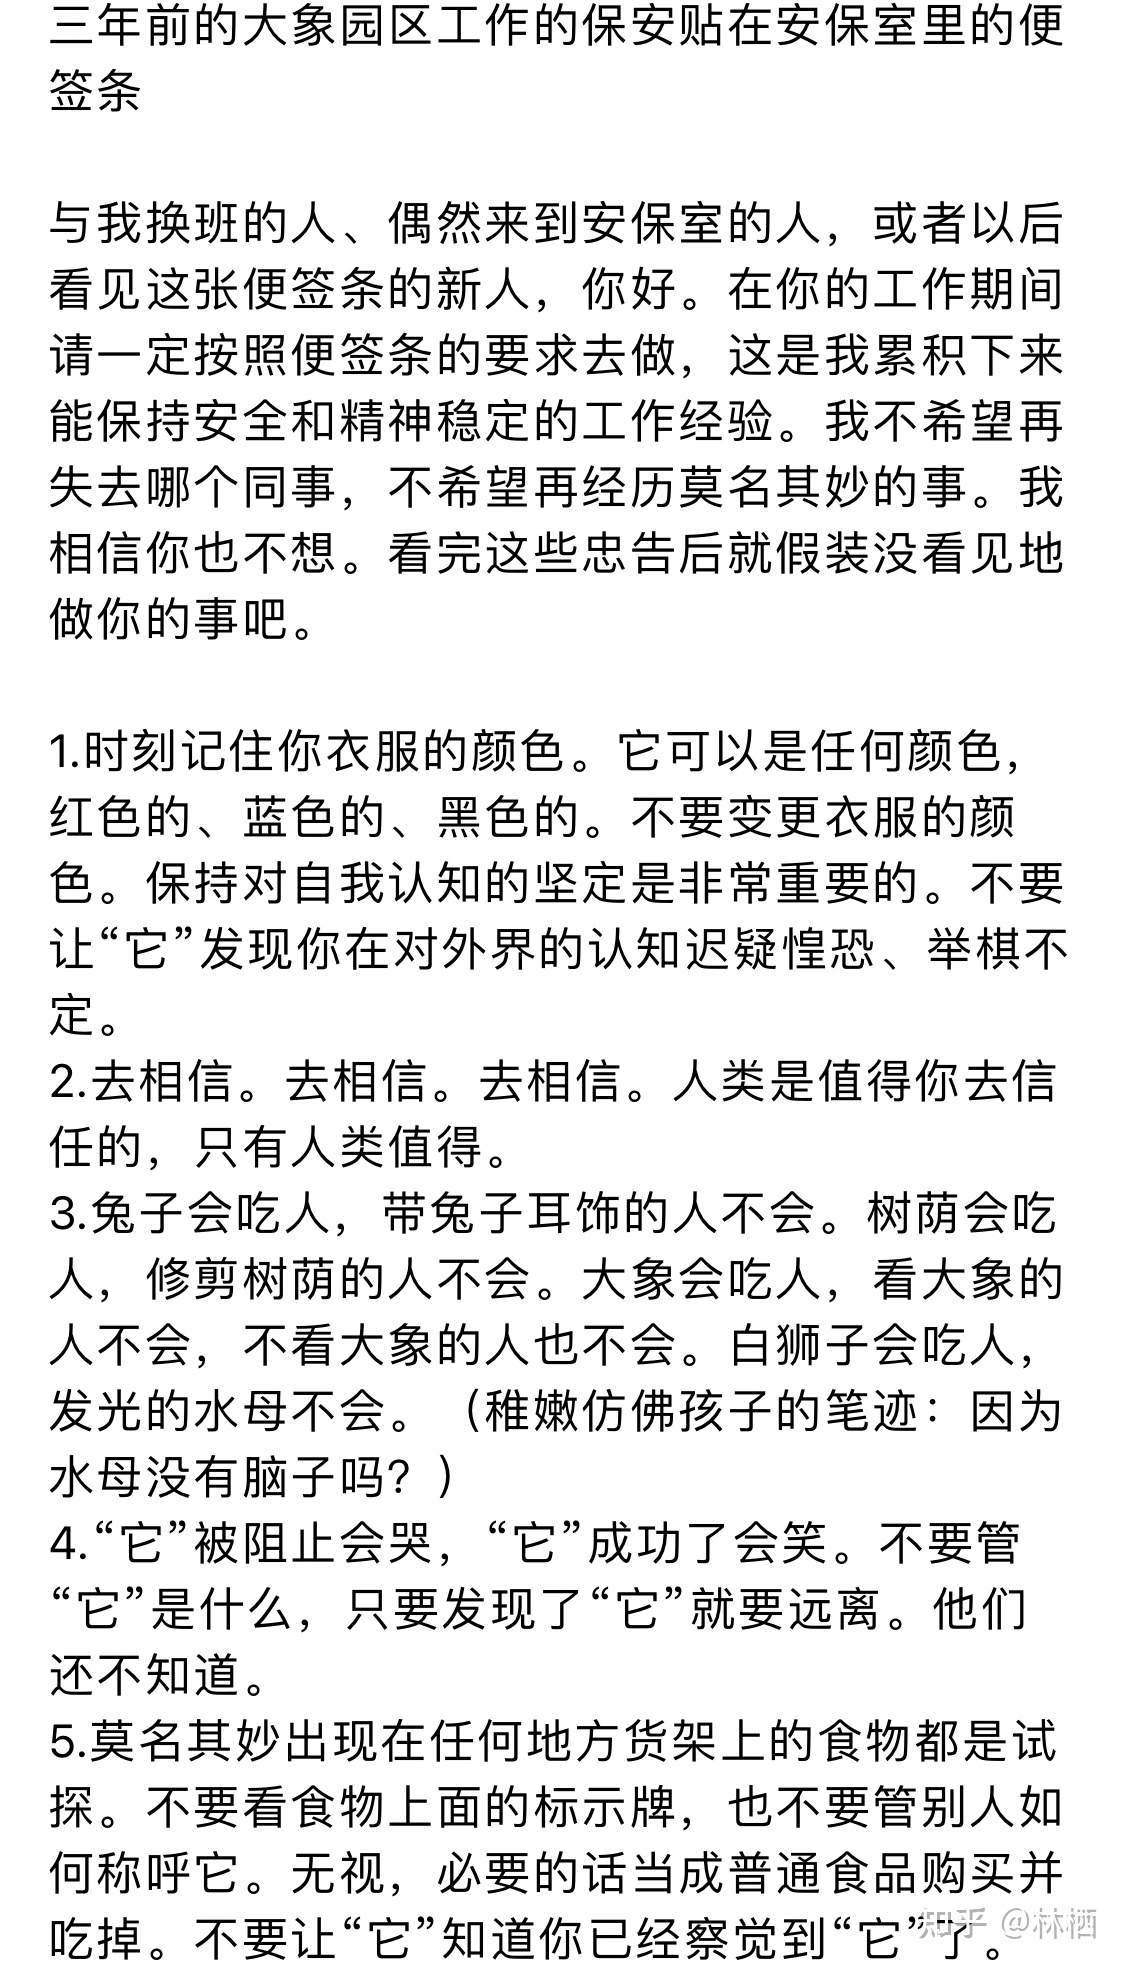 三年前的大象园区工作的保安贴在安保室里的便
签条
与我换班的人、偶然来到安保室的人，或者以后
看见这张便签条的新人，你好。在你的工作期间
请一定按照便签条的要求去做，这是我累积下来
能保持安全和精神稳定的工作经验。我不希望再
失去哪个同事，不希望再经历莫名其妙的事。我
相信你也不想。看完这些忠告后就假装没看见地
做你的事吧。
1.时刻记住你衣服的颜色。它可以是任何颜色，
红色的、蓝色的、黑色的。不要变更衣服的颜
色。保持对自我认知的坚定是非常重要的。不要
让“它”发现你在对外界的认知迟疑惶恐、举棋不
定。
2.去相信。去相信。去相信。人类是值得你去信
任的，只有人类值得。
3.兔子会吃人，带兔子耳饰的人不会。树荫会吃
人，修剪树荫的人不会。大象会吃人，看大象的
人不会，不看大象的人也不会。白狮子会吃人，
发光的水母不会。（稚嫩仿佛孩子的笔迹：因为
水母没有脑子吗？）
4.“它”被阻止会哭，“它”成功了会笑。不要管
“它”是什么，只要发现了“它”就要远离。他们
还不知道。
5.莫名其妙出现在任何地方货架上的食物都是试
探。不要看食物上面的标示牌，也不要管别人如
何称呼它。无视，必要的话当成普通食品购买并
吃掉。不要让“它”知道你已经察觉到“它”了。
知乎 @林栖